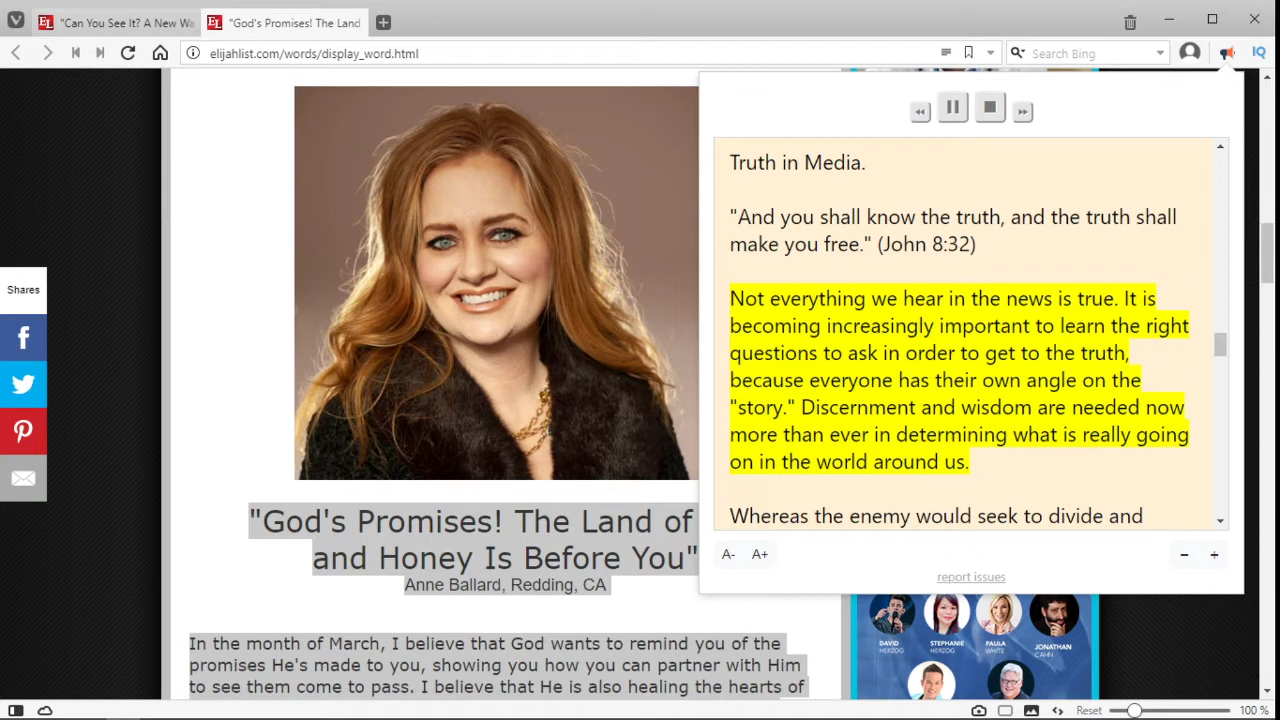 "Can You See It? A New Wa
"God's Promises! The Land
elijahlist.com/words/display_word.html
Search Bing
IQ
Truth in Media.
"And you shall know the truth, and the truth shall
make you free." (John 8:32)
Not everything we hear in the news is true. It is
becoming increasingly important to learn the right
questions to ask in order to get to the truth,
because everyone has their own angle on the
"story." Discernment and wisdom are needed now
more than ever in determining what is really going
on in the world around us.
Whereas the enemy would seek to divide and
A- A+
- +
report issues
Shares
"God's Promises! The Land of
and Honey Is Before You"
Anne Ballard, Redding, CA
In the month of March, I believe that God wants to remind you of the
promises He's made to you, showing you how you can partner with Him
to see them come to pass. I believe that He is also healing the hearts of
DAVID
HERZOG
STEPHANIE
HERZOG
PAULA
WHITE
JONATHAN
CAHN
Reset
100 %